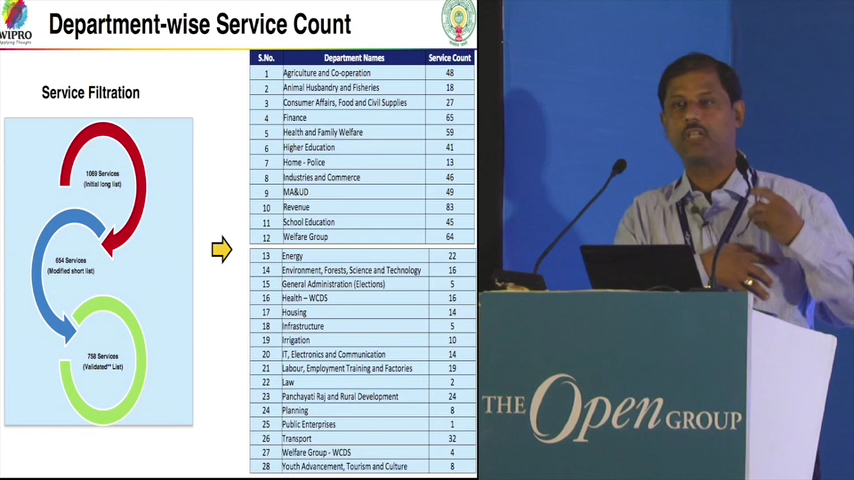 WIPRO
Applying Thought
Department-wise Service Count
Service Filtration
1069 Services
(Initial long list)
654 Services
(Modified short list)
758 Services
(Validated** List)
S.No. Department Names Service Count
1 Agriculture and Co-operation 48
2 Animal Husbandry and Fisheries 18
3 Consumer Affairs, Food and Civil Supplies 27
4 Finance 65
5 Health and Family Welfare 59
6 Higher Education 41
7 Home - Police 13
8 Industries and Commerce 46
9 MA&UD 49
10 Revenue 83
11 School Education 45
12 Welfare Group 64
13 Energy 22
14 Environment, Forests, Science and Technology 16
15 General Administration (Elections) 5
16 Health – WCDS 16
17 Housing 14
18 Infrastructure 5
19 Irrigation 10
20 IT, Electronics and Communication 14
21 Labour, Employment Training and Factories 19
22 Law 2
23 Panchayati Raj and Rural Development 24
24 Planning 8
25 Public Enterprises 1
26 Transport 32
27 Welfare Group - WCDS 4
28 Youth Advancement, Tourism and Culture 8
THE Open GROUP